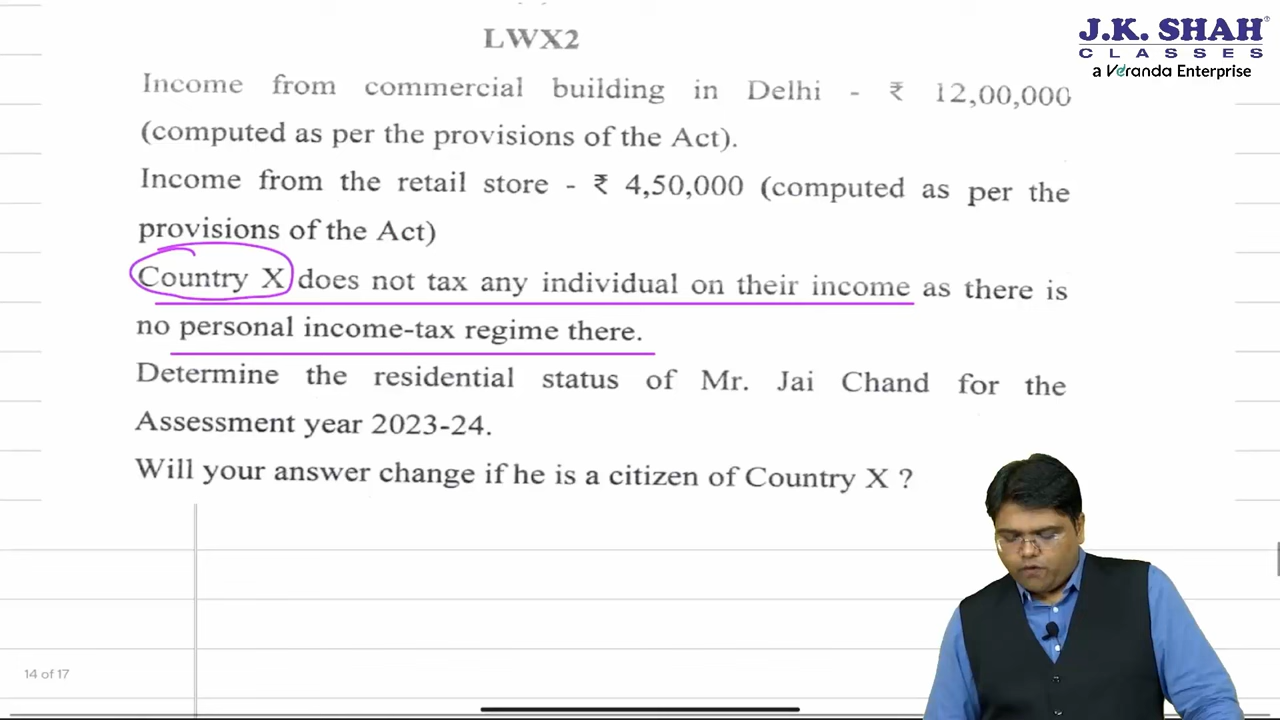 J.K. SHAH®
CLASSES
a Veranda Enterprise
LWX2
Income from commercial building in Delhi - ₹ 12,00,000
(computed as per the provisions of the Act).
Income from the retail store - ₹ 4,50,000 (computed as per the
provisions of the Act)
Country X does not tax any individual on their income as there is
no personal income-tax regime there.
Determine the residential status of Mr. Jai Chand for the
Assessment year 2023-24.
Will your answer change if he is a citizen of Country X ?
14 of 17